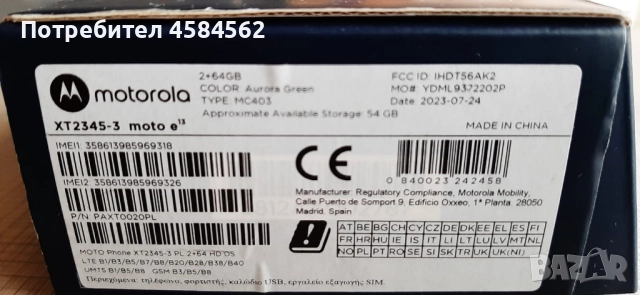 Потребител 4584562
2+64GB
COLOR: Aurora Green
TYPE: MC403
Approximate Available Storage: 54 GB
FCC ID: IHDT56AK2
MO#: YDML9372202P
Date: 2023-07-24
motorola
XT2345-3 moto e¹³
MADE IN CHINA
IMEI1: 358613985969318
IMEI2: 358613985969326
P/N: PAXT0020PL
CE
0 840023 242458
Manufacturer: Regulatory Compliance, Motorola Mobility,
Calle Puerto de Somport 9, Edificio Oxxeo, 1ª Planta. 28050
Madrid, Spain
AT BE BG CH CY CZ DE DK EE EL ES FI
FR HR HU IE IS IT LI LT LU LV MT NL
NO PL PT RO SE SI SK TR UK UK(NI)
MOTO Phone XT2345-3 PL 2+64 HD DS
LTE B1/B3/B5/B7/B8/B20/B28/B38/B40
UMTS B1/B5/B8 GSM B3/B5/B8
Περιεχόμενα: τηλέφωνο, φορτιστής, καλώδιο USB, εργαλείο εξαγωγής SIM.
bazar